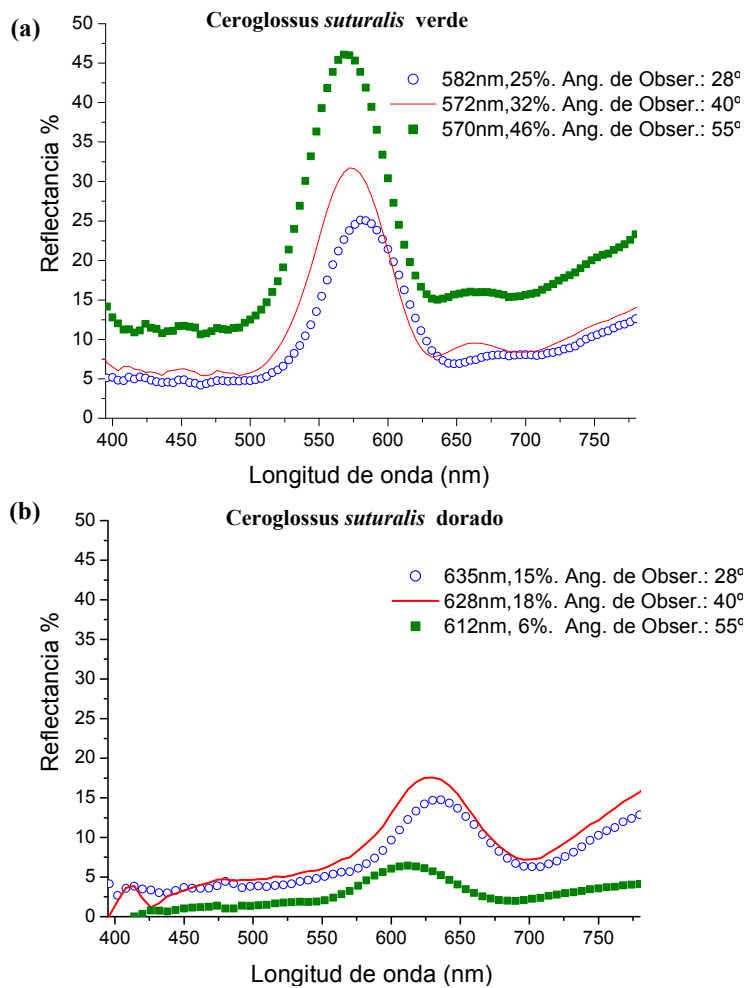 (a)
Ceroglossus suturalis verde
582nm,25%. Ang. de Obser.: 28º
572nm,32%. Ang. de Obser.: 40º
570nm,46%. Ang. de Obser.: 55º
Reflectancia %
50
45
40
35
30
25
20
15
10
5
0
400 450 500 550 600 650 700 750
Longitud de onda (nm)
(b)
Ceroglossus suturalis dorado
635nm,15%. Ang. de Obser.: 28º
628nm,18%. Ang. de Obser.: 40º
612nm, 6%. Ang. de Obser.: 55º
Reflectancia %
50
45
40
35
30
25
20
15
10
5
0
400 450 500 550 600 650 700 750
Longitud de onda (nm)